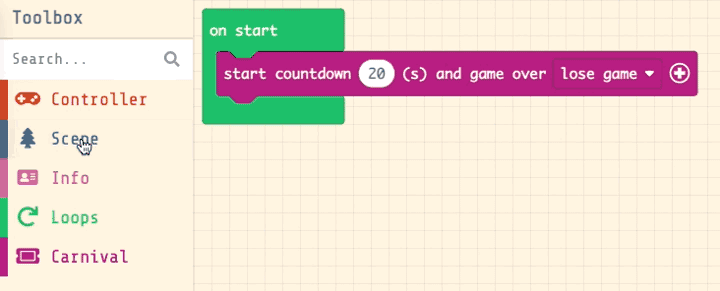 Toolbox
Search...
Controller
Scene
Info
Loops
Carnival
on start
start countdown 20 (s) and game over lose game